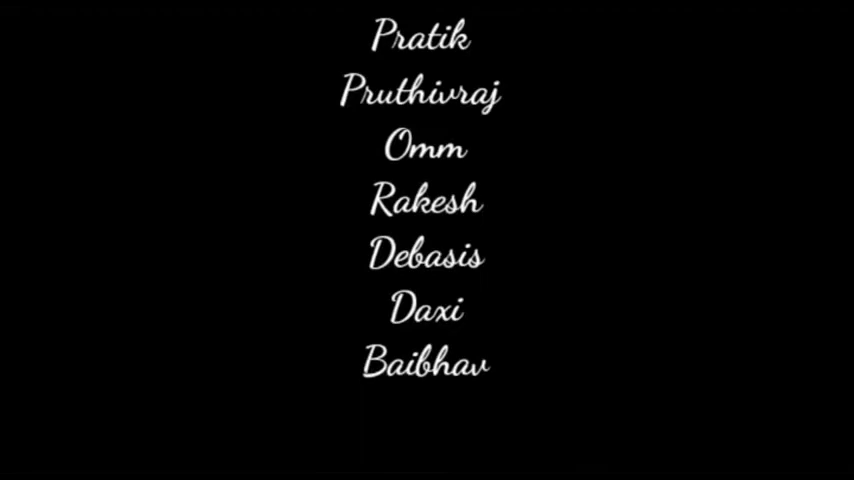 Pratik
Pruthivraj
Omm
Rakesh
Debasis
Daxi
Baibhav